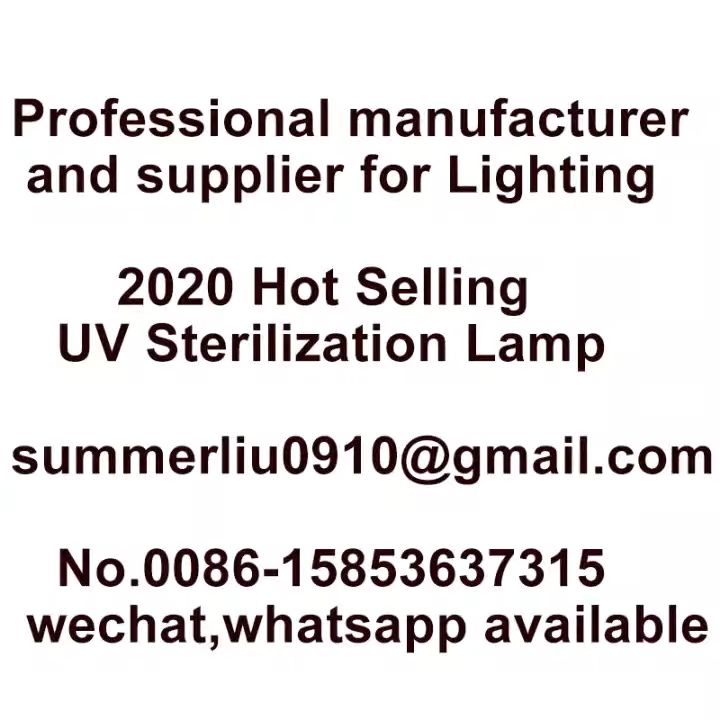 Professional manufacturer
and supplier for Lighting
2020 Hot Selling
UV Sterilization Lamp
summerliu0910@gmail.com
No.0086-15853637315
wechat,whatsapp available